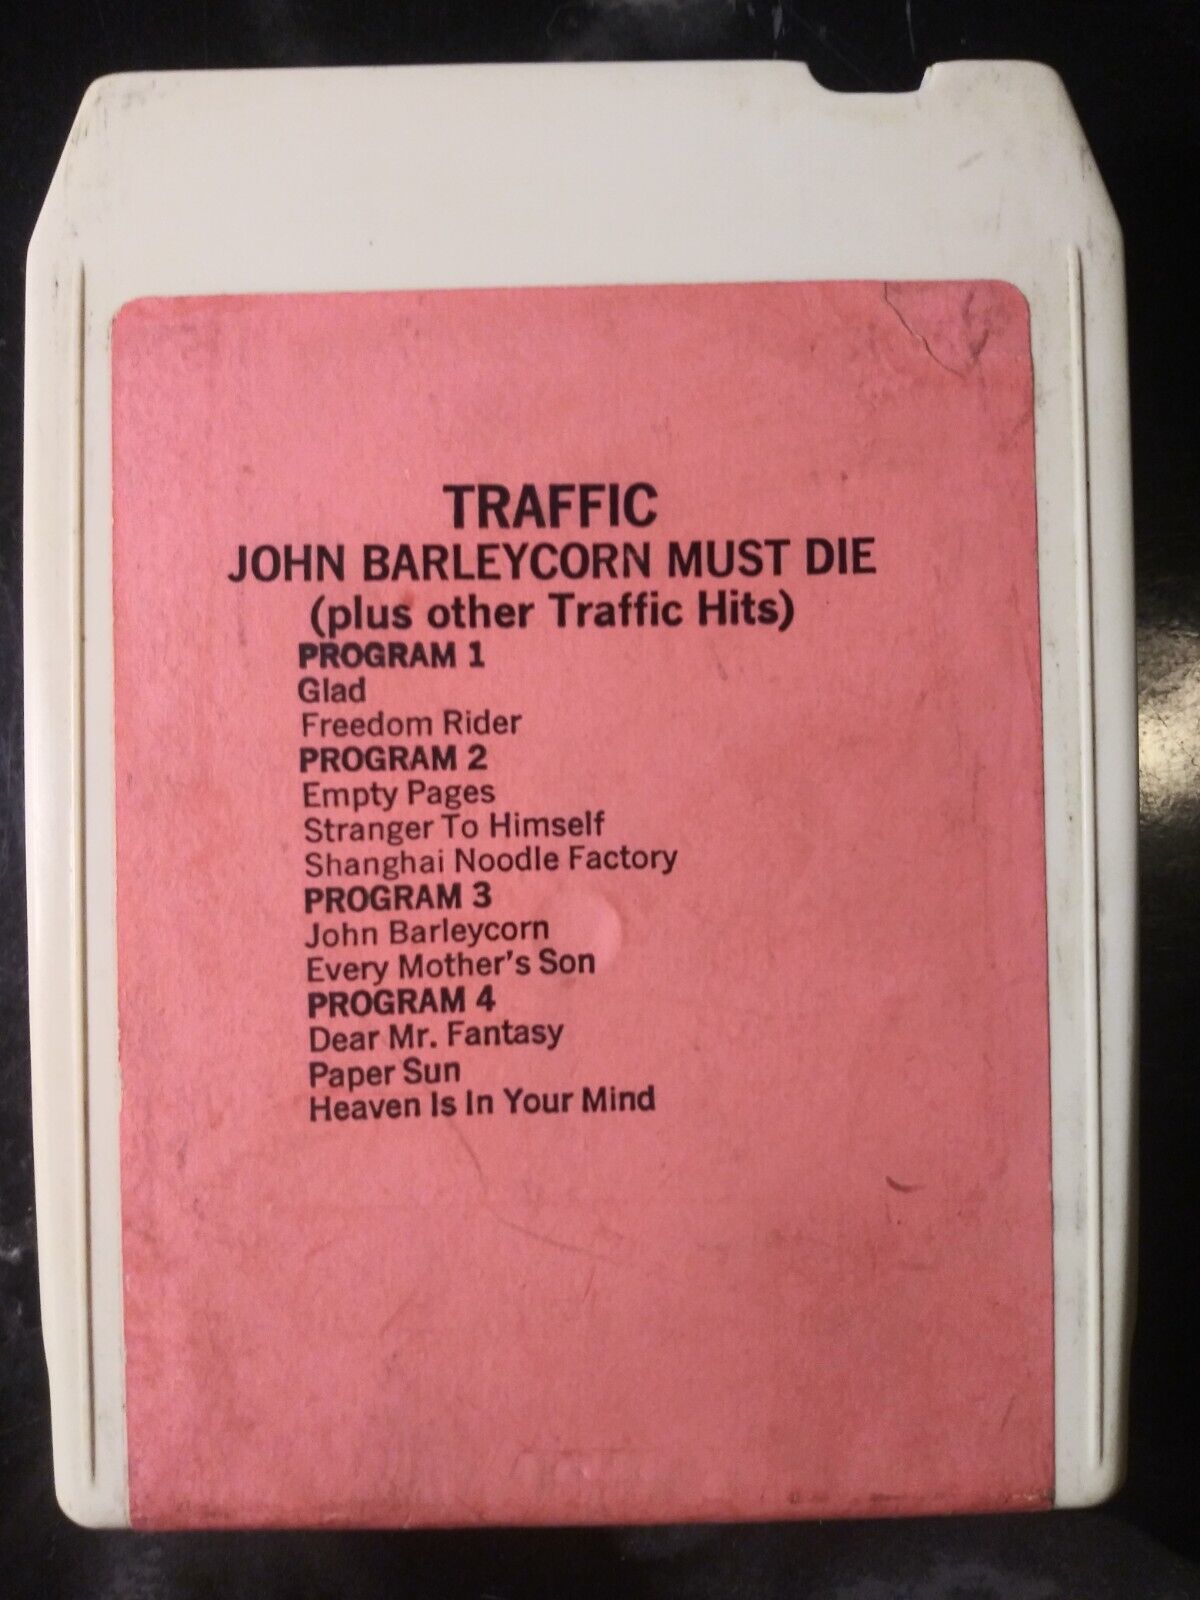 TRAFFIC
JOHN BARLEYCORN MUST DIE
(plus other Traffic Hits)
PROGRAM 1
Glad
Freedom Rider
PROGRAM 2
Empty Pages
Stranger To Himself
Shanghai Noodle Factory
PROGRAM 3
John Barleycorn
Every Mother's Son
PROGRAM 4
Dear Mr. Fantasy
Paper Sun
Heaven Is In Your Mind